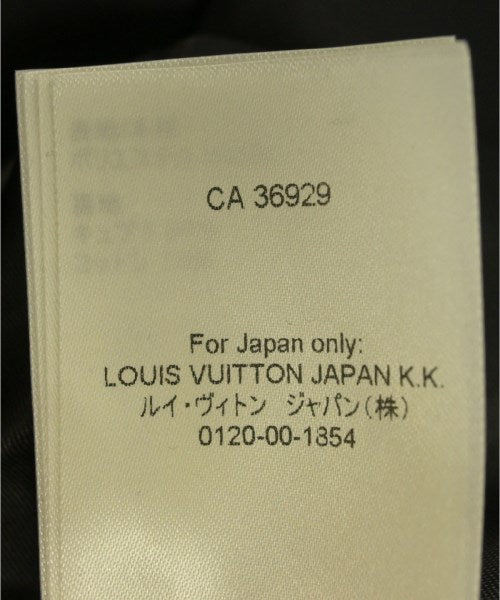 CA 36929
For Japan only:
LOUIS VUITTON JAPAN K.K.
ルイ・ヴィトン ジャパン(株)
0120-00-1854